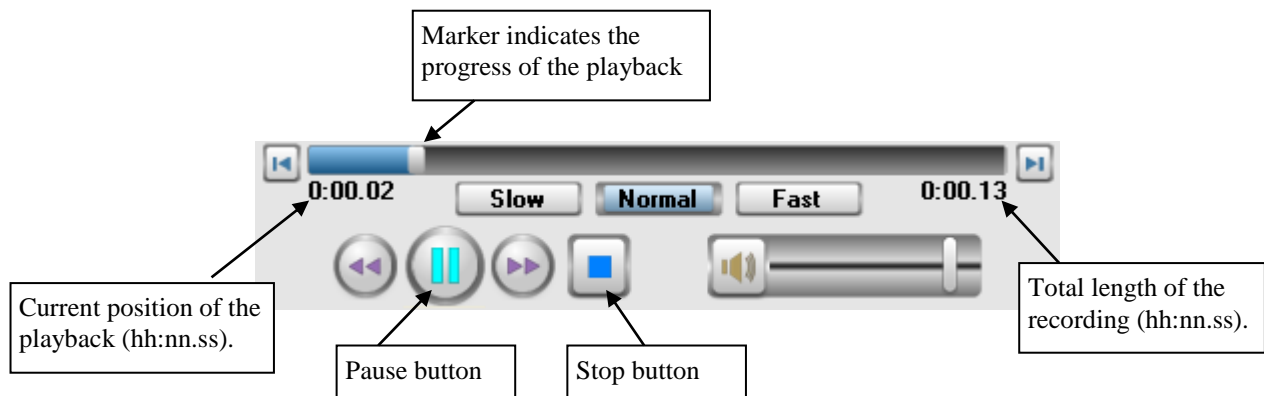 Marker indicates the
progress of the playback
0:00.02
Slow
Normal
Fast
0:00.13
Current position of the
playback (hh:nn.ss).
Pause button
Stop button
Total length of the
recording (hh:nn.ss).